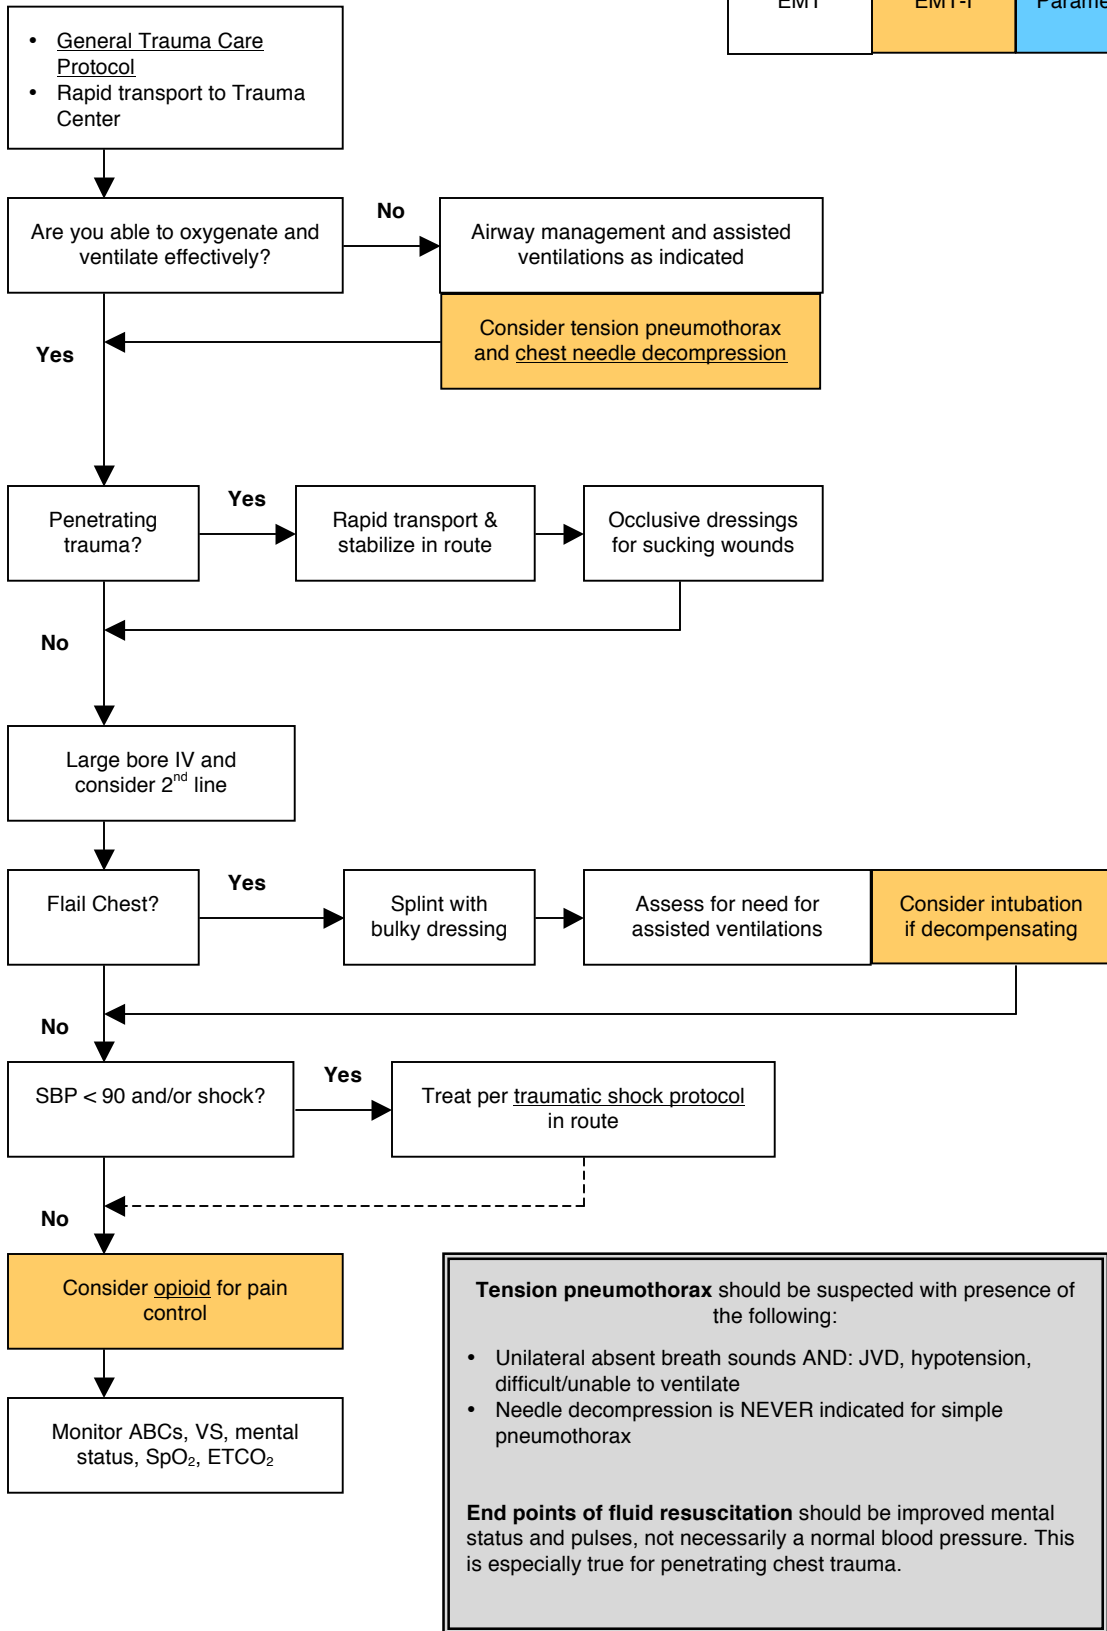 EMT
EMT-I
• General Trauma Care
Protocol
• Rapid transport to Trauma
Center
Are you able to oxygenate and
ventilate effectively?
No
Airway management and assisted
ventilations as indicated
Consider tension pneumothorax
and chest needle decompression
Yes
Penetrating
trauma?
Yes
Rapid transport &
stabilize in route
Occlusive dressings
for sucking wounds
No
Large bore IV and
consider 2nd line
Flail Chest?
Yes
Splint with
bulky dressing
Assess for need for
assisted ventilations
Consider intubation
if decompensating
No
SBP < 90 and/or shock?
Yes
Treat per traumatic shock protocol
in route
No
Consider opioid for pain
control
Monitor ABCs, VS, mental
status, SpO₂, ETCO₂
Tension pneumothorax should be suspected with presence of
the following:
• Unilateral absent breath sounds AND: JVD, hypotension,
difficult/unable to ventilate
• Needle decompression is NEVER indicated for simple
pneumothorax
End points of fluid resuscitation should be improved mental
status and pulses, not necessarily a normal blood pressure. This
is especially true for penetrating chest trauma.